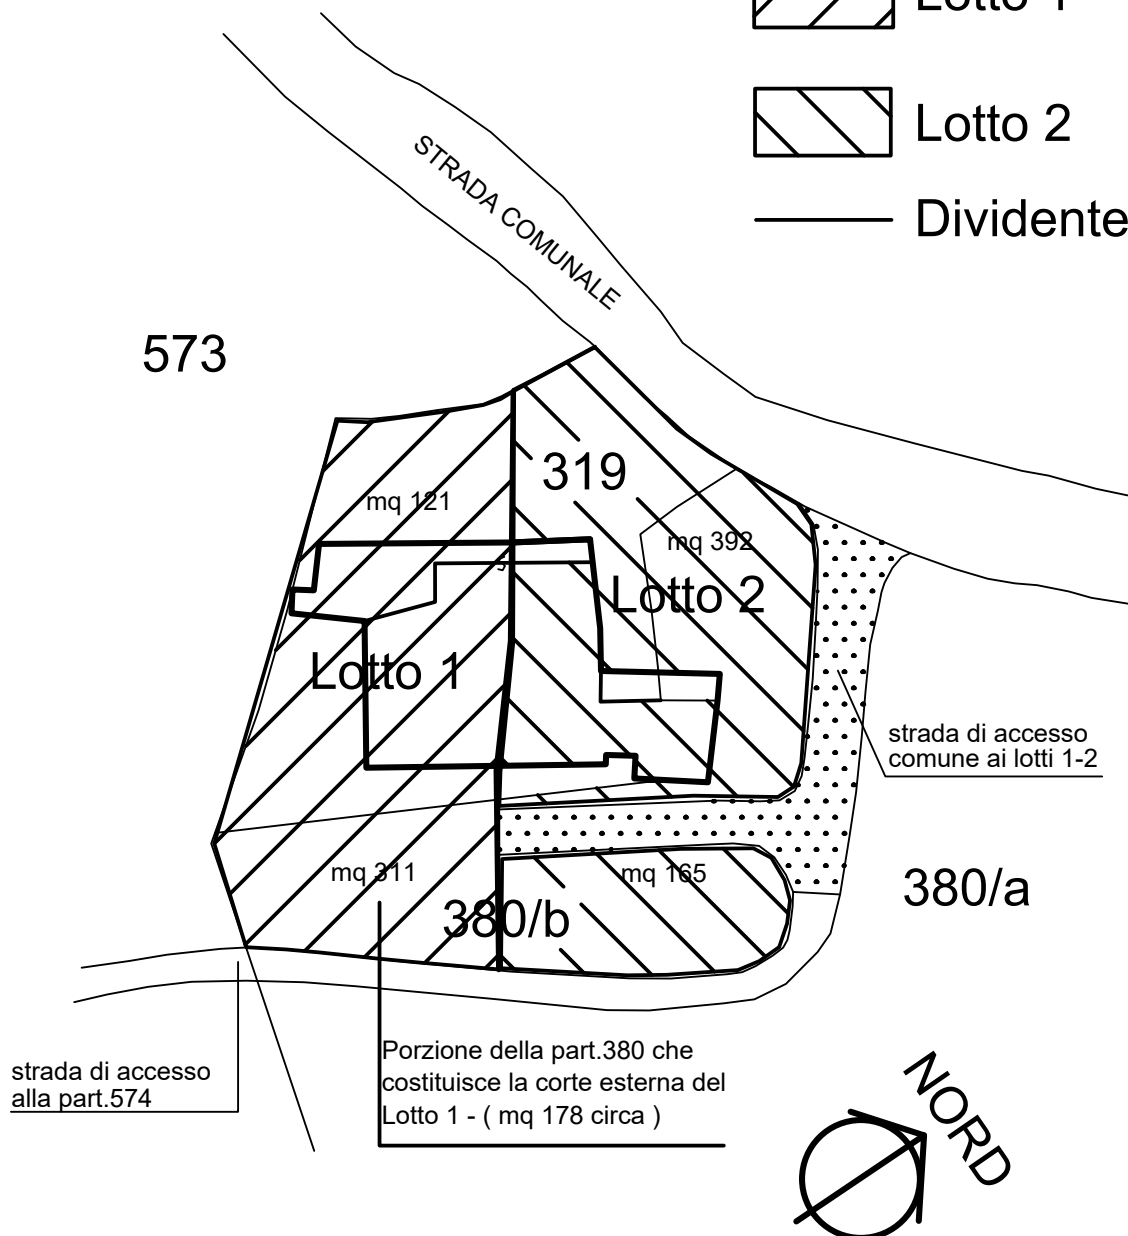 Lotto 1
Lotto 2
Dividente
STRADA COMUNALE
573
319
mq 121
mq 392
Lotto 2
Lotto 1
strada di accesso
comune ai lotti 1-2
mq 311
mq 165
380/a
380/b
Porzione della part.380 che
costituisce la corte esterna del
Lotto 1 - ( mq 178 circa )
strada di accesso
alla part.574
NORD